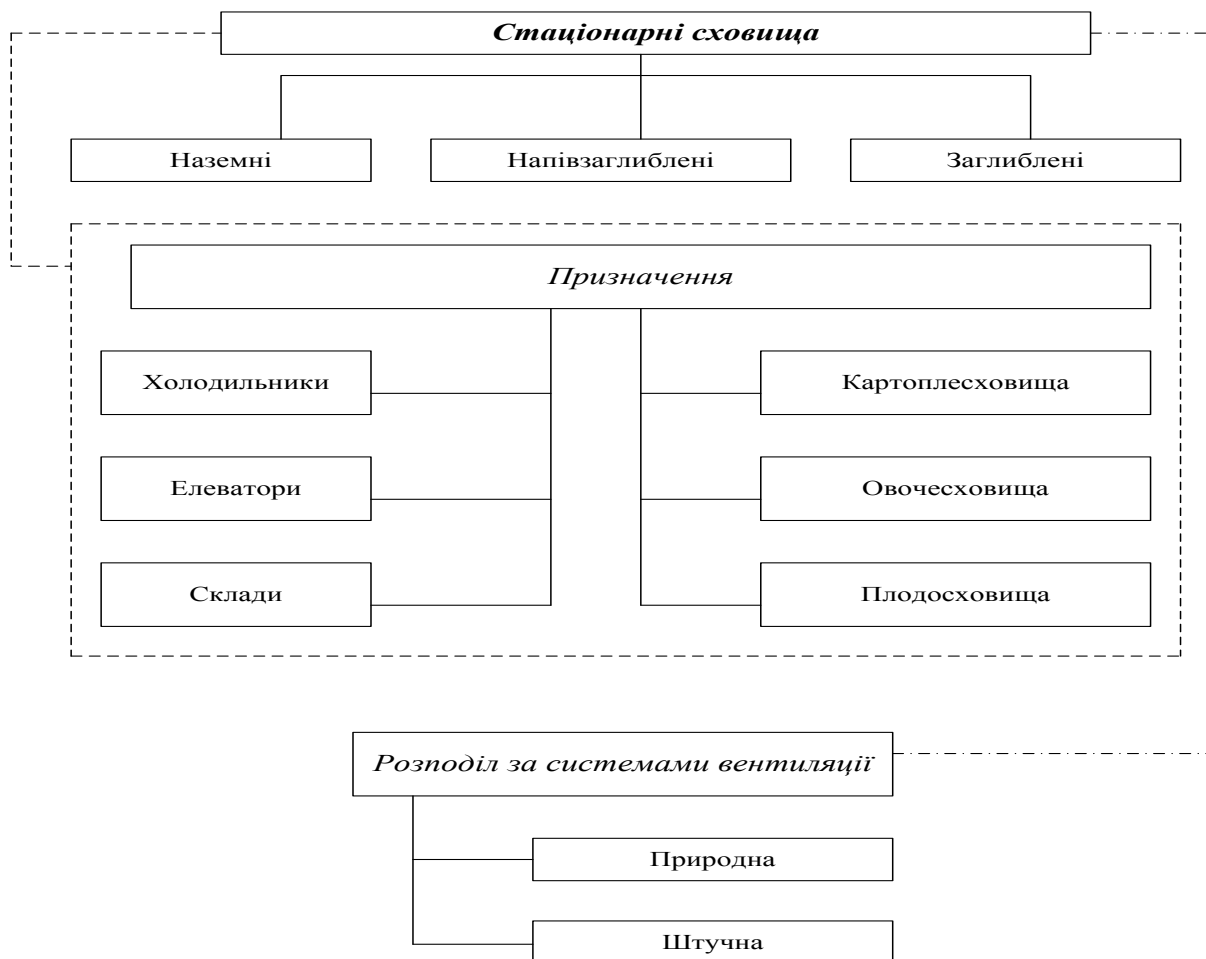 Стаціонарні сховища
Наземні
Напівзаглиблені
Заглиблені
Призначення
Холодильники
Картоплесховища
Елеватори
Овочесховища
Склади
Плодосховища
Розподіл за системами вентиляції
Природна
Штучна